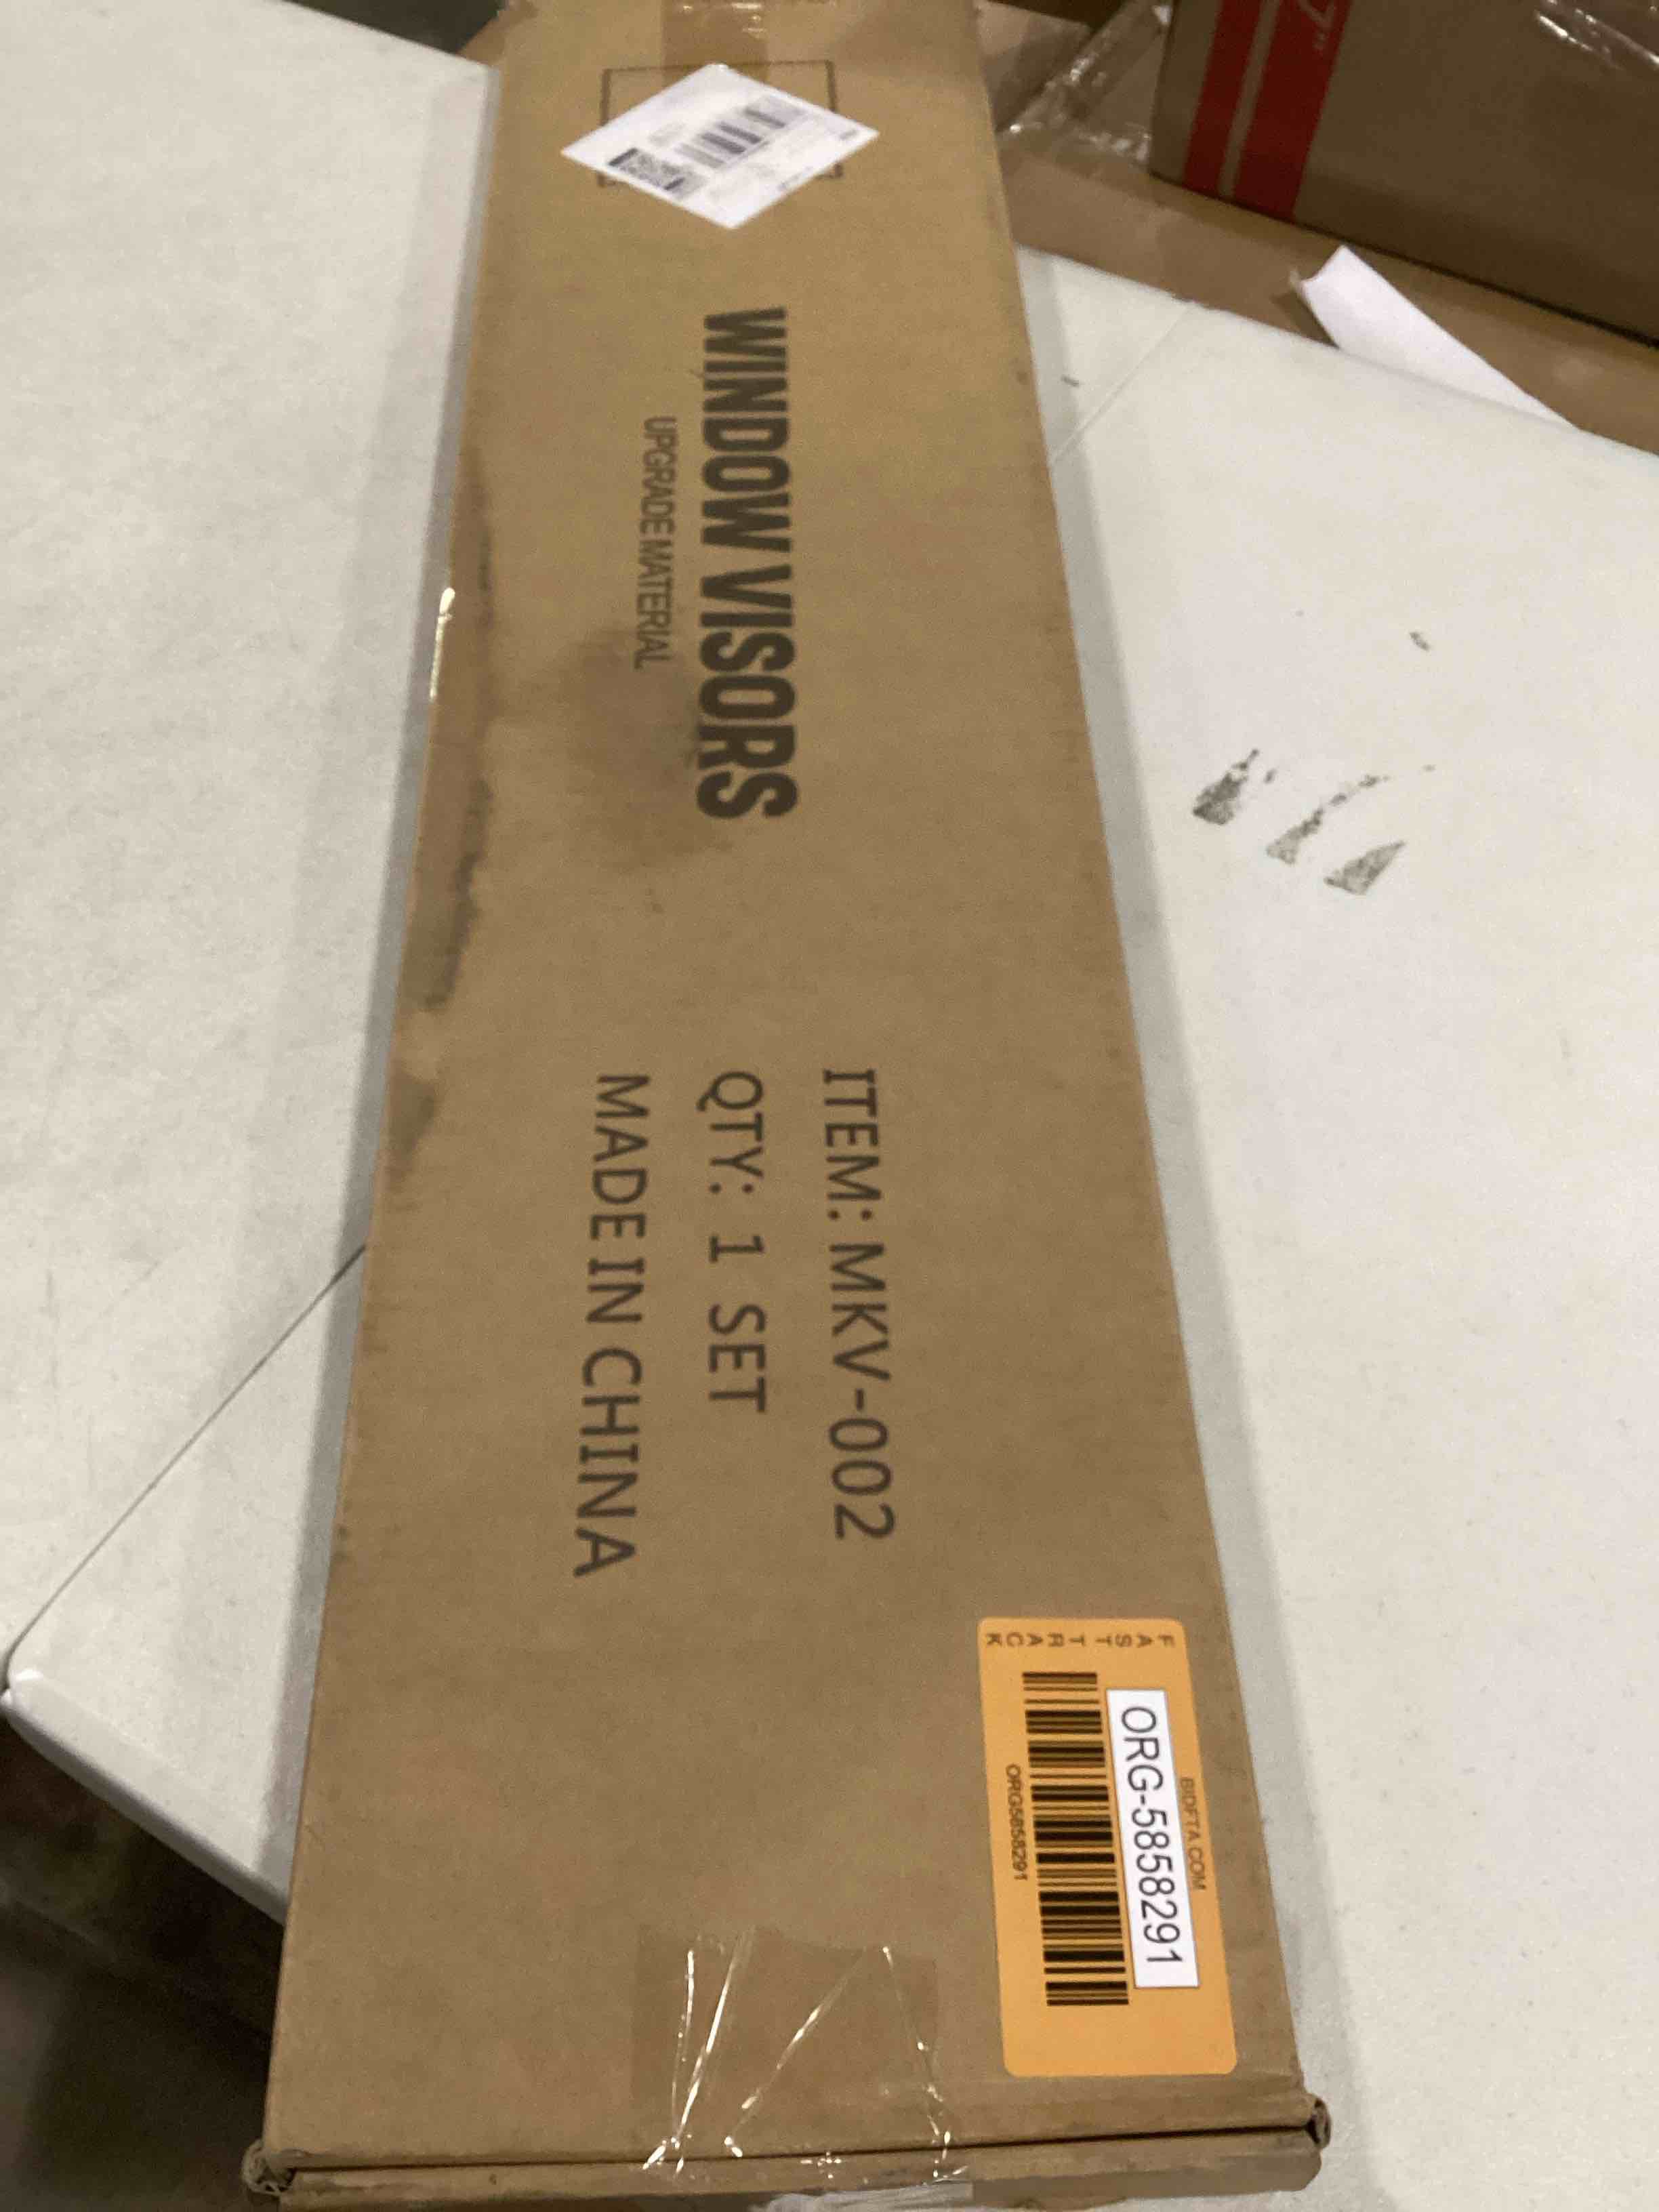 WINDOW VISORS
UPGRADE MATERIAL
ITEM: MKV-002
QTY: 1 SET
MADE IN CHINA
FAST TRACK
BIDFTA.COM
ORG-5858291
ORG5858291